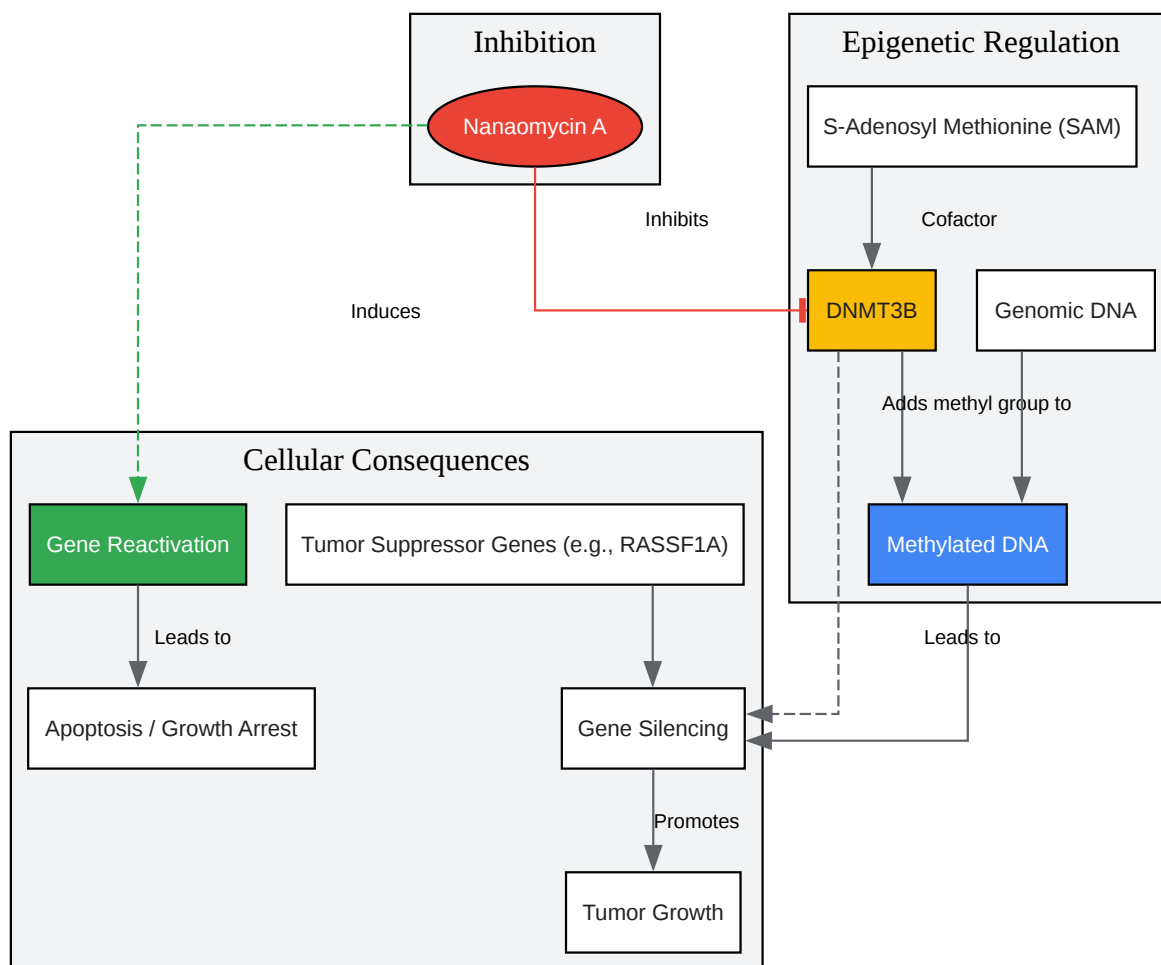 Inhibition
Epigenetic Regulation
Nanaomycin A
S-Adenosyl Methionine (SAM)
Inhibits
Cofactor
Induces
DNMT3B
Genomic DNA
Adds methyl group to
Cellular Consequences
Gene Reactivation
Tumor Suppressor Genes (e.g., RASSF1A)
Methylated DNA
Leads to
Leads to
Apoptosis / Growth Arrest
Gene Silencing
Promotes
Tumor Growth